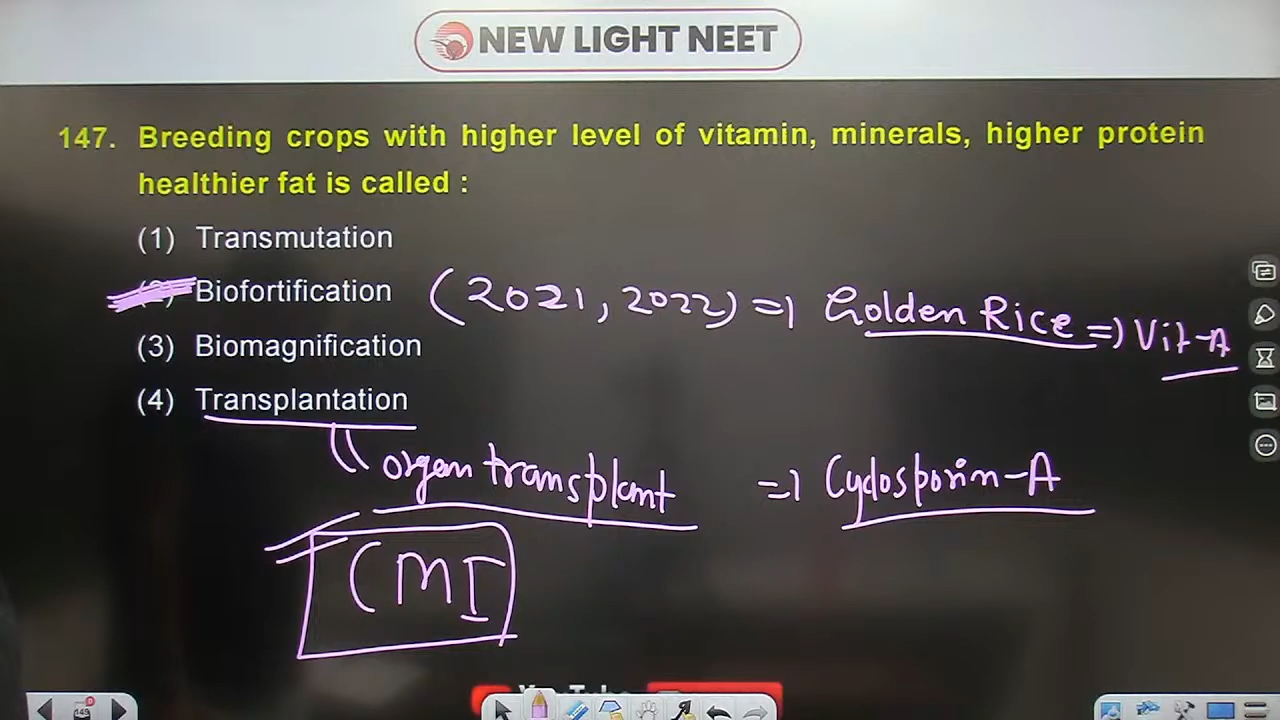 NEW LIGHT NEET
147. Breeding crops with higher level of vitamin, minerals, higher protein
healthier fat is called :
(1) Transmutation
(2) Biofortification (2021, 2022) => Golden Rice => Vit-A
(3) Biomagnification
(4) Transplantation
organ transplant => Cyclosporin-A
CMI